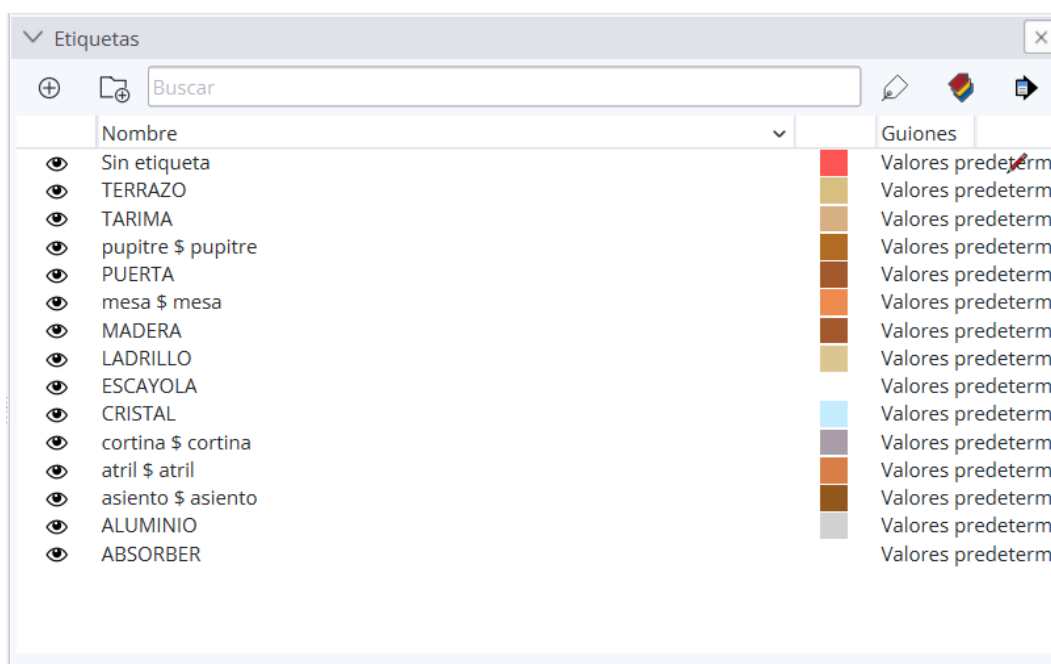 Etiquetas
Buscar
Nombre Guiones
Sin etiqueta Valores predeterm
TERRAZO Valores predeterm
TARIMA Valores predeterm
pupitre $ pupitre Valores predeterm
PUERTA Valores predeterm
mesa $ mesa Valores predeterm
MADERA Valores predeterm
LADRILLO Valores predeterm
ESCAYOLA Valores predeterm
CRISTAL Valores predeterm
cortina $ cortina Valores predeterm
atril $ atril Valores predeterm
asiento $ asiento Valores predeterm
ALUMINIO Valores predeterm
ABSORBER Valores predeterm